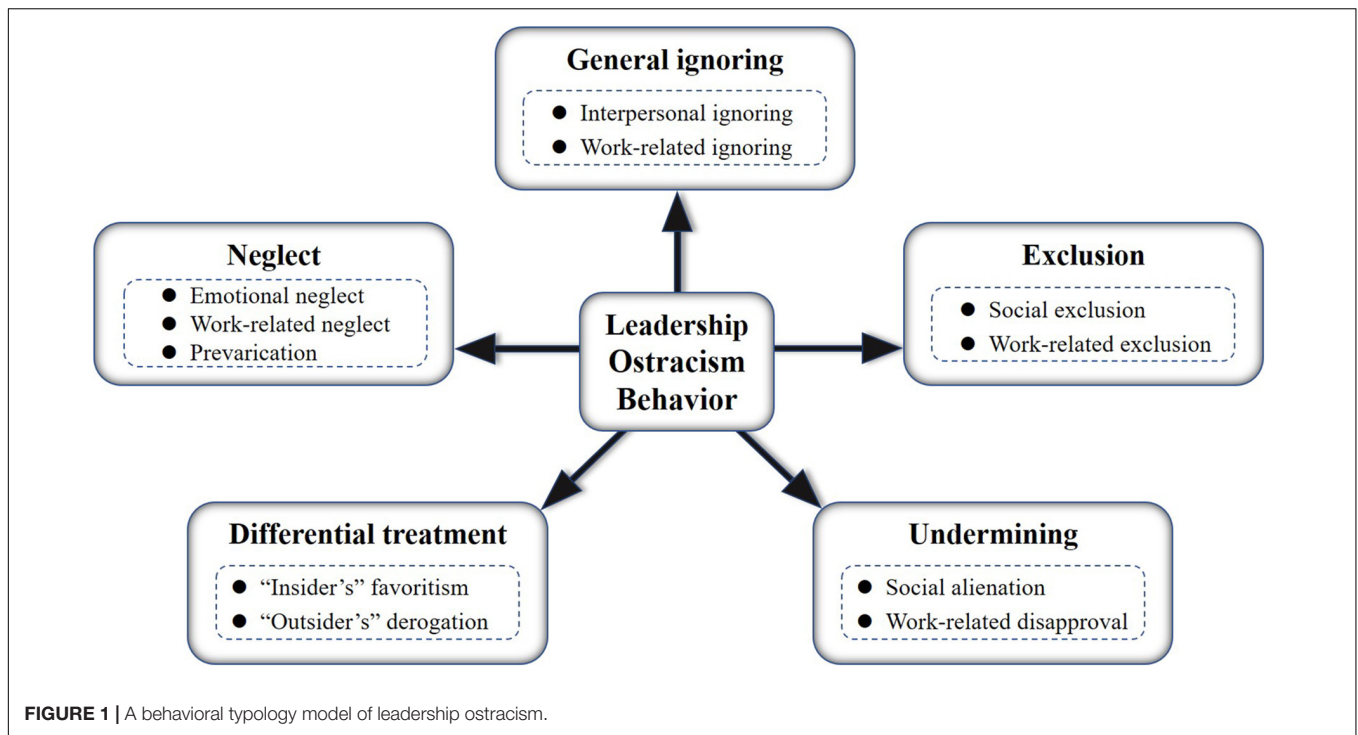 General ignoring
● Interpersonal ignoring
● Work-related ignoring
Neglect
● Emotional neglect
● Work-related neglect
● Prevarication
Exclusion
● Social exclusion
● Work-related exclusion
Leadership
Ostracism
Behavior
Differential treatment
● “Insider’s” favoritism
● “Outsider’s” derogation
Undermining
● Social alienation
● Work-related disapproval
FIGURE 1 | A behavioral typology model of leadership ostracism.